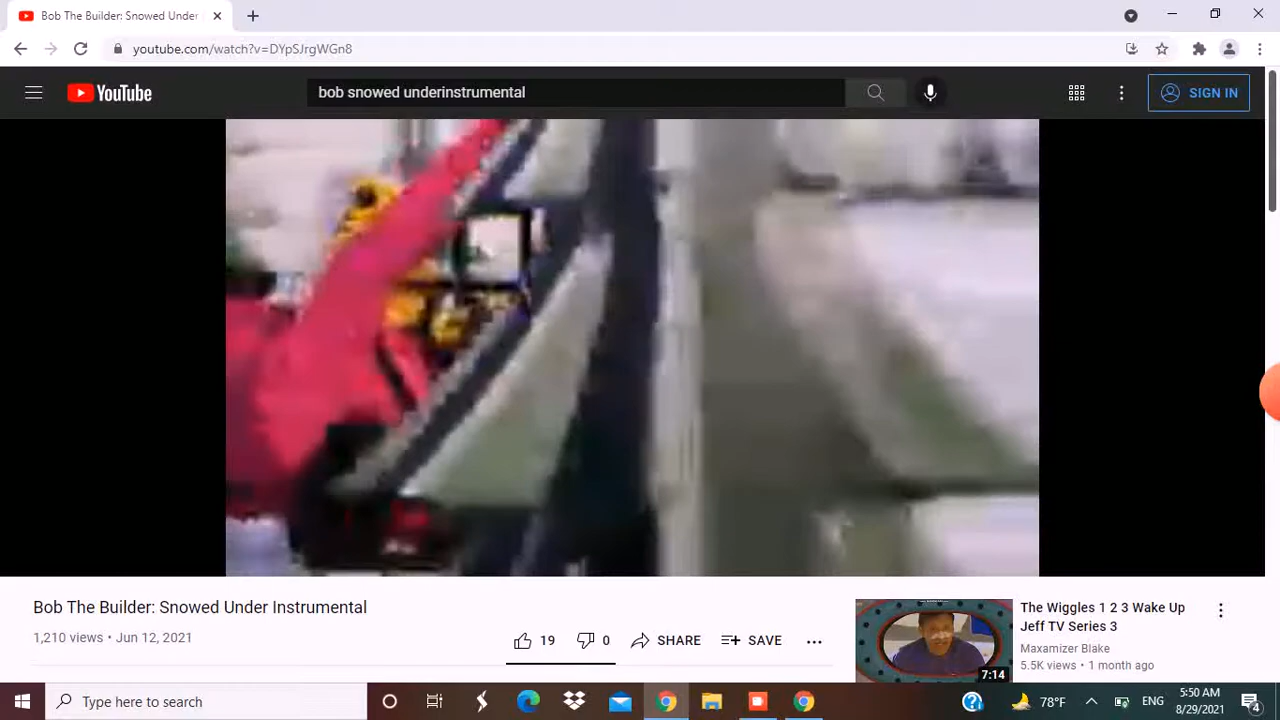 Bob The Builder: Snowed Under
youtube.com/watch?v=DYpSJrgWGn8
YouTube
bob snowed underinstrumental
SIGN IN
Bob The Builder: Snowed Under Instrumental
1,210 views • Jun 12, 2021
19
0
SHARE
SAVE
The Wiggles 1 2 3 Wake Up
Jeff TV Series 3
Maxamizer Blake
5.5K views • 1 month ago
7:14
Type here to search
78°F
ENG
5:50 AM
8/29/2021
4